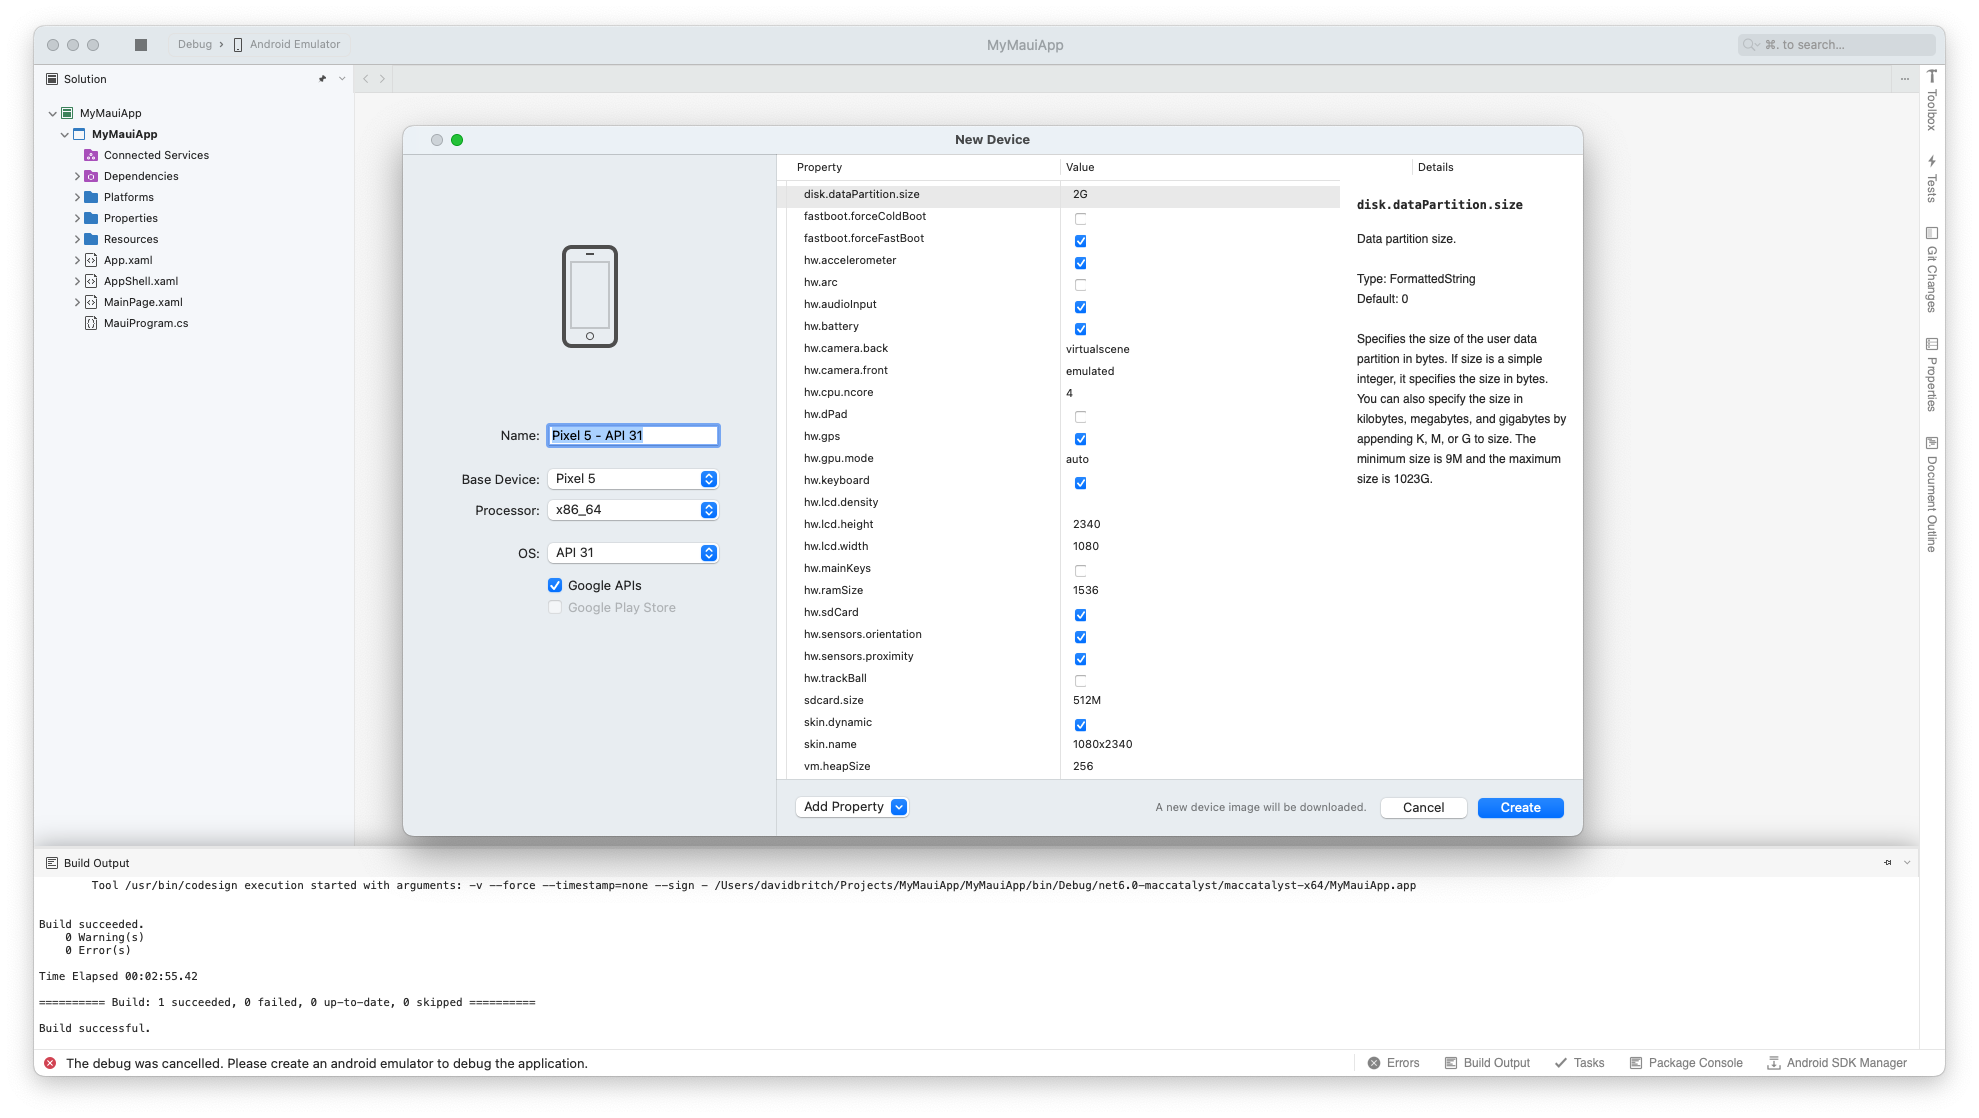 Debug › Android Emulator
MyMauiApp
⌘. to search...
Solution
MyMauiApp
MyMauiApp
Connected Services
Dependencies
Platforms
Properties
Resources
App.xaml
AppShell.xaml
MainPage.xaml
MauiProgram.cs
New Device
Name: Pixel 5 - API 31
Base Device: Pixel 5
Processor: x86_64
OS: API 31
Google APIs
Google Play Store
Property Value Details
disk.dataPartition.size 2G
fastboot.forceColdBoot
fastboot.forceFastBoot
hw.accelerometer
hw.arc
hw.audioInput
hw.battery
hw.camera.back virtualscene
hw.camera.front emulated
hw.cpu.ncore 4
hw.dPad
hw.gps
hw.gpu.mode auto
hw.keyboard
hw.lcd.density
hw.lcd.height 2340
hw.lcd.width 1080
hw.mainKeys
hw.ramSize 1536
hw.sdCard
hw.sensors.orientation
hw.sensors.proximity
hw.trackBall
sdcard.size 512M
skin.dynamic
skin.name 1080x2340
vm.heapSize 256
disk.dataPartition.size
Data partition size.
Type: FormattedString
Default: 0
Specifies the size of the user data
partition in bytes. If size is a simple
integer, it specifies the size in bytes.
You can also specify the size in
kilobytes, megabytes, and gigabytes by
appending K, M, or G to size. The
minimum size is 9M and the maximum
size is 1023G.
Add Property
A new device image will be downloaded.
Cancel
Create
Toolbox
Tests
Git Changes
Properties
Document Outline
Build Output
Tool /usr/bin/codesign execution started with arguments: -v --force --timestamp=none --sign - /Users/davidbritch/Projects/MyMauiApp/MyMauiApp/bin/Debug/net6.0-maccatalyst/maccatalyst-x64/MyMauiApp.app
Build succeeded.
0 Warning(s)
0 Error(s)
Time Elapsed 00:02:55.42
========== Build: 1 succeeded, 0 failed, 0 up-to-date, 0 skipped ==========
Build successful.
The debug was cancelled. Please create an android emulator to debug the application.
Errors
Build Output
Tasks
Package Console
Android SDK Manager